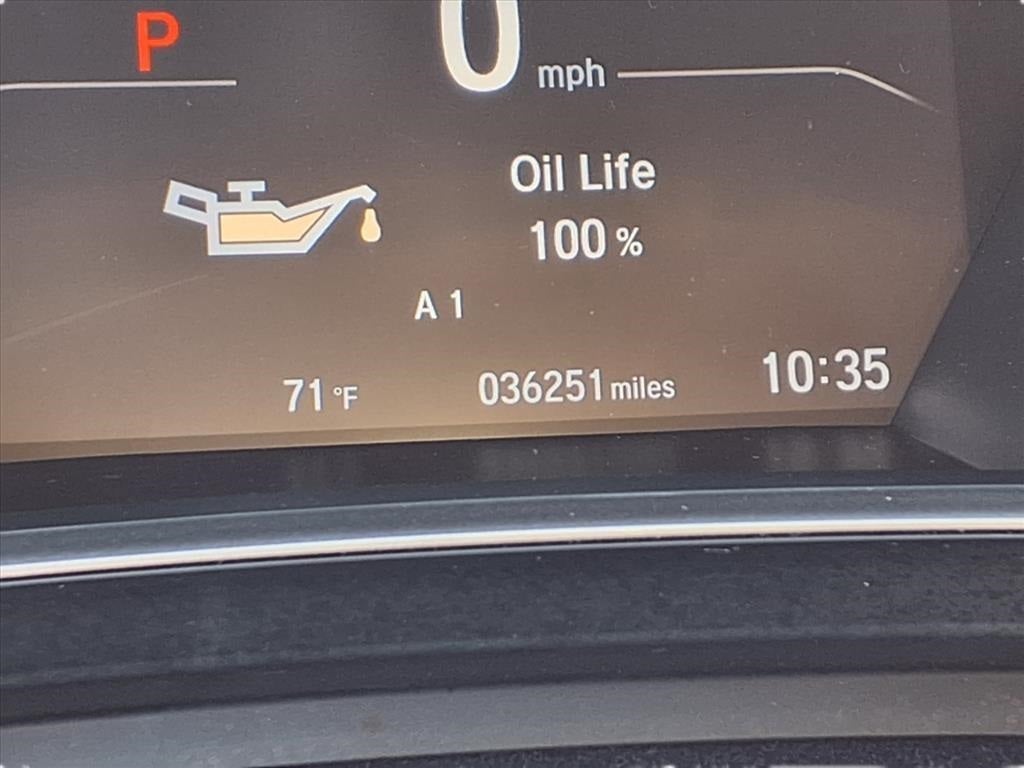 P
0 mph
Oil Life
100 %
A 1
71 °F 036251 miles 10:35